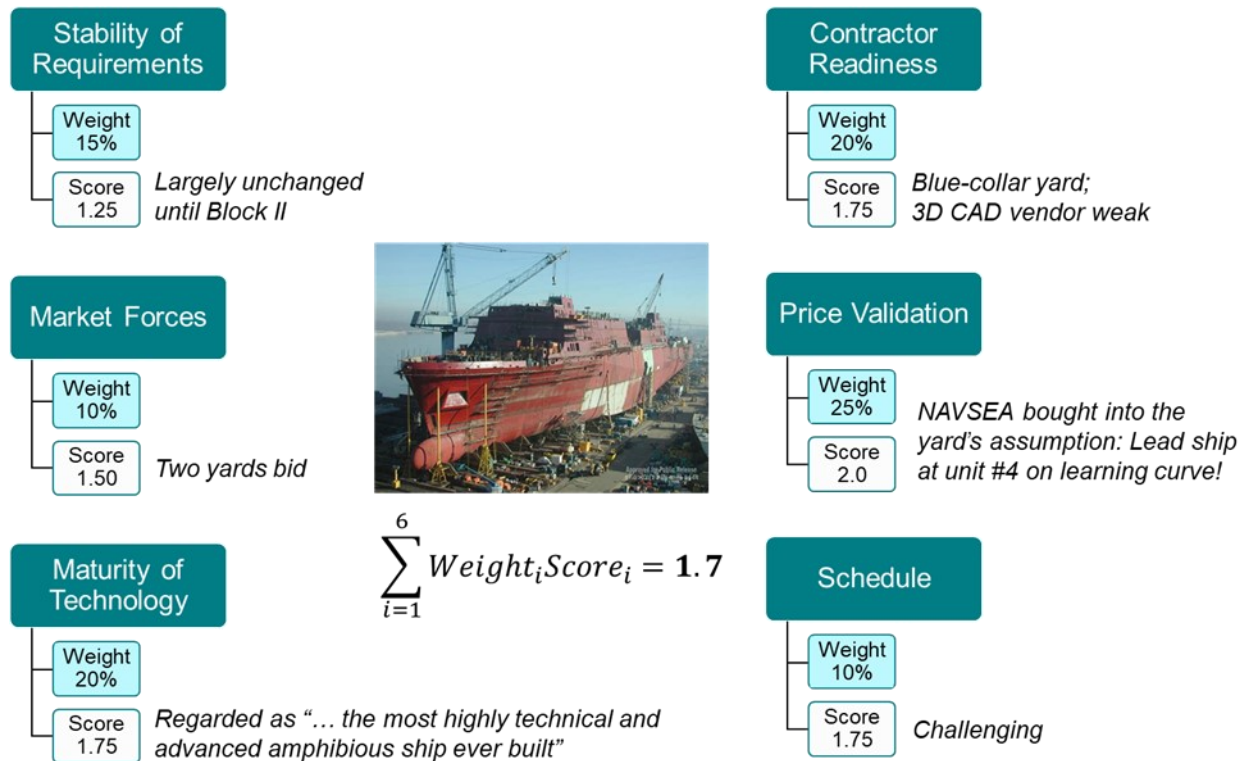 Stability of
Requirements
Weight
15%
Score
1.25
Largely unchanged
until Block II
Market Forces
Weight
10%
Score
1.50
Two yards bid
Maturity of
Technology
Weight
20%
Score
1.75
Regarded as “… the most highly technical and
advanced amphibious ship ever built”
6
∑ Weightᵢ Scoreᵢ = 1.7
i=1
Contractor
Readiness
Weight
20%
Score
1.75
Blue-collar yard;
3D CAD vendor weak
Price Validation
Weight
25%
Score
2.0
NAVSEA bought into the
yard’s assumption: Lead ship
at unit #4 on learning curve!
Schedule
Weight
10%
Score
1.75
Challenging